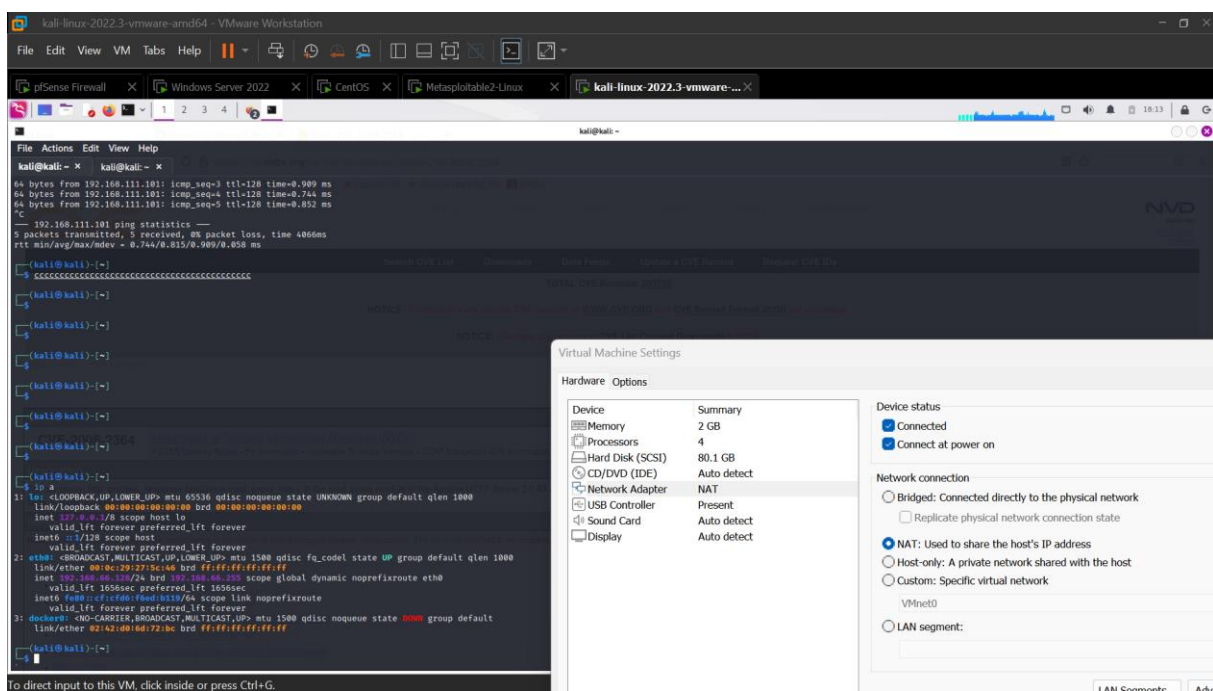 kali-linux-2022.3-vmware-amd64 - VMware Workstation
File Edit View VM Tabs Help
pfSense Firewall
Windows Server 2022
CentOS
Metasploitable2-Linux
kali-linux-2022.3-vmware-...
1 2 3 4
18:13
kali@kali: ~
File Actions Edit View Help
kali@kali: ~ kali@kali: ~
64 bytes from 192.168.111.101: icmp_seq=3 ttl=128 time=0.909 ms
64 bytes from 192.168.111.101: icmp_seq=4 ttl=128 time=0.744 ms
64 bytes from 192.168.111.101: icmp_seq=5 ttl=128 time=0.852 ms
^C
— 192.168.111.101 ping statistics —
5 packets transmitted, 5 received, 0% packet loss, time 4066ms
rtt min/avg/max/mdev = 0.744/0.815/0.909/0.058 ms
(kali㉿kali)-[~]
$
(kali㉿kali)-[~]
$
(kali㉿kali)-[~]
$
(kali㉿kali)-[~]
$
(kali㉿kali)-[~]
$
(kali㉿kali)-[~]
$
(kali㉿kali)-[~]
$
(kali㉿kali)-[~]
$ ip a
1: lo: <LOOPBACK,UP,LOWER_UP> mtu 65536 qdisc noqueue state UNKNOWN group default qlen 1000
link/loopback 00:00:00:00:00:00 brd 00:00:00:00:00:00
inet 127.0.0.1/8 scope host lo
valid_lft forever preferred_lft forever
inet6 ::1/128 scope host
valid_lft forever preferred_lft forever
2: eth0: <BROADCAST,MULTICAST,UP,LOWER_UP> mtu 1500 qdisc fq_codel state UP group default qlen 1000
link/ether 00:0c:29:27:5c:46 brd ff:ff:ff:ff:ff:ff
inet 192.168.66.128/24 brd 192.168.66.255 scope global dynamic noprefixroute eth0
valid_lft 1656sec preferred_lft 1656sec
inet6 fe80::cf:cfd6:f6ed:b119/64 scope link noprefixroute
valid_lft forever preferred_lft forever
3: docker0: <NO-CARRIER,BROADCAST,MULTICAST,UP> mtu 1500 qdisc noqueue state DOWN group default
link/ether 02:42:d0:6d:72:bc brd ff:ff:ff:ff:ff:ff
(kali㉿kali)-[~]
$
NVD
Virtual Machine Settings
Hardware Options
Device Summary
Memory 2 GB
Processors 4
Hard Disk (SCSI) 80.1 GB
CD/DVD (IDE) Auto detect
Network Adapter NAT
USB Controller Present
Sound Card Auto detect
Display Auto detect
Device status
Connected
Connect at power on
Network connection
Bridged: Connected directly to the physical network
Replicate physical network connection state
NAT: Used to share the host's IP address
Host-only: A private network shared with the host
Custom: Specific virtual network
VMnet0
LAN segment:
LAN Segments...
To direct input to this VM, click inside or press Ctrl+G.